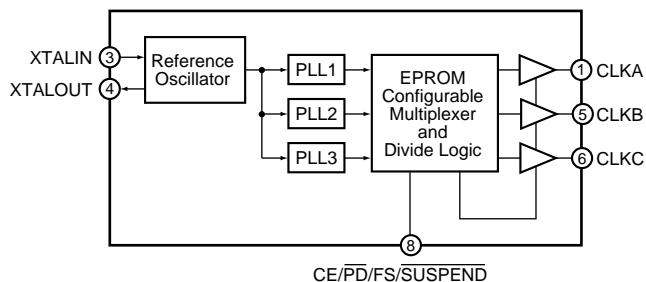 XTALIN
3
XTALOUT
4
Reference
Oscillator
PLL1
PLL2
PLL3
EPROM
Configurable
Multiplexer
and
Divide Logic
1
CLKA
5
CLKB
6
CLKC
8
CE/PD/FS/SUSPEND